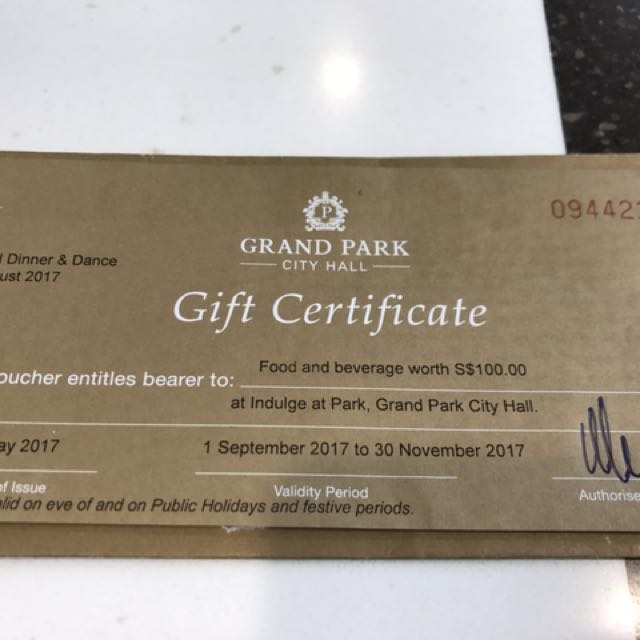 094422
P
GRAND PARK
CITY HALL
Dinner & Dance
ust 2017
Gift Certificate
oucher entitles bearer to:
Food and beverage worth S$100.00
at Indulge at Park, Grand Park City Hall.
ay 2017
1 September 2017 to 30 November 2017
of Issue
Validity Period
Authorise
lid on eve of and on Public Holidays and festive periods.